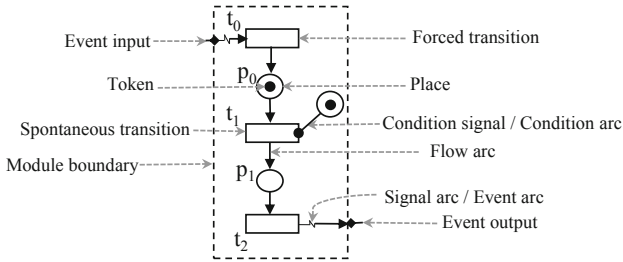 t0
Event input
Forced transition
p0
Token
Place
t1
Spontaneous transition
Condition signal / Condition arc
Module boundary
Flow arc
p1
Signal arc / Event arc
Event output
t2